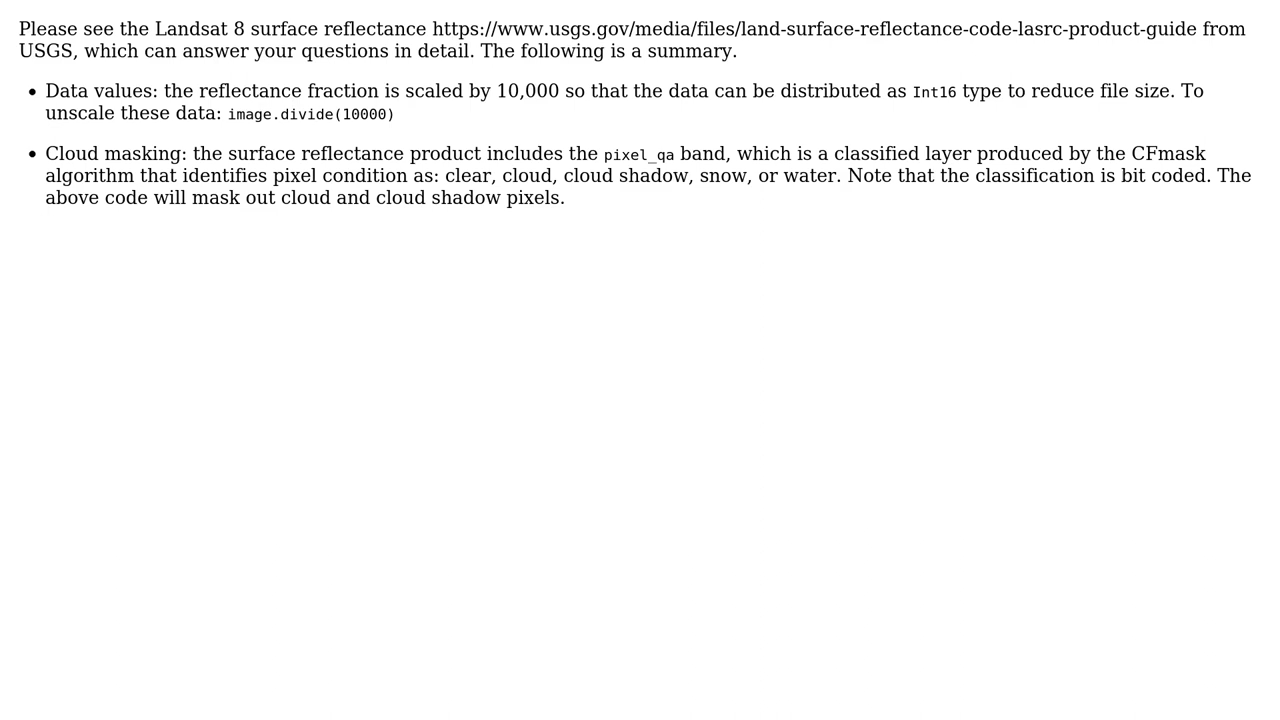 Please see the Landsat 8 surface reflectance https://www.usgs.gov/media/files/land-surface-reflectance-code-lasrc-product-guide from
USGS, which can answer your questions in detail. The following is a summary.
• Data values: the reflectance fraction is scaled by 10,000 so that the data can be distributed as Int16 type to reduce file size. To
unscale these data: image.divide(10000)
• Cloud masking: the surface reflectance product includes the pixel_qa band, which is a classified layer produced by the CFmask
algorithm that identifies pixel condition as: clear, cloud, cloud shadow, snow, or water. Note that the classification is bit coded. The
above code will mask out cloud and cloud shadow pixels.